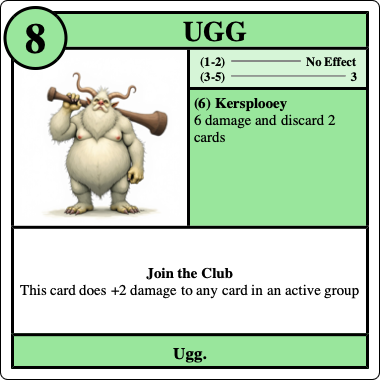 8
UGG
(1-2) No Effect
(3-5) 3
(6) Kersplooey
6 damage and discard 2
cards
Join the Club
This card does +2 damage to any card in an active group
Ugg.